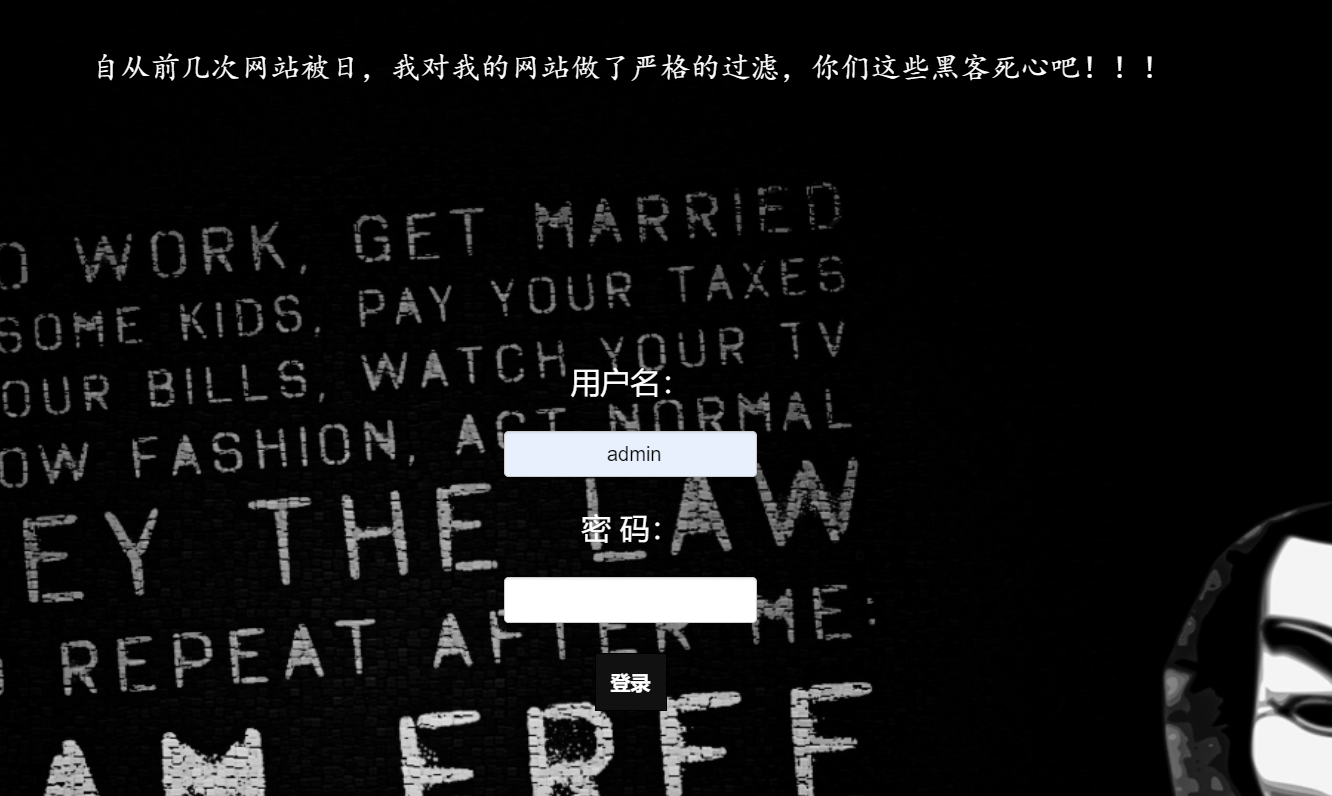 自从前几次网站被日，我对我的网站做了严格的过滤，你们这些黑客死心吧！！！
O WORK, GET MARRIED
SOME KIDS, PAY YOUR TAXES
OUR BILLS, WATCH YOUR TV
OW FASHION, ACT NORMAL
EY THE LAW
REPEAT AFTER ME:
AM FREE
用户名：
admin
密 码：
登录